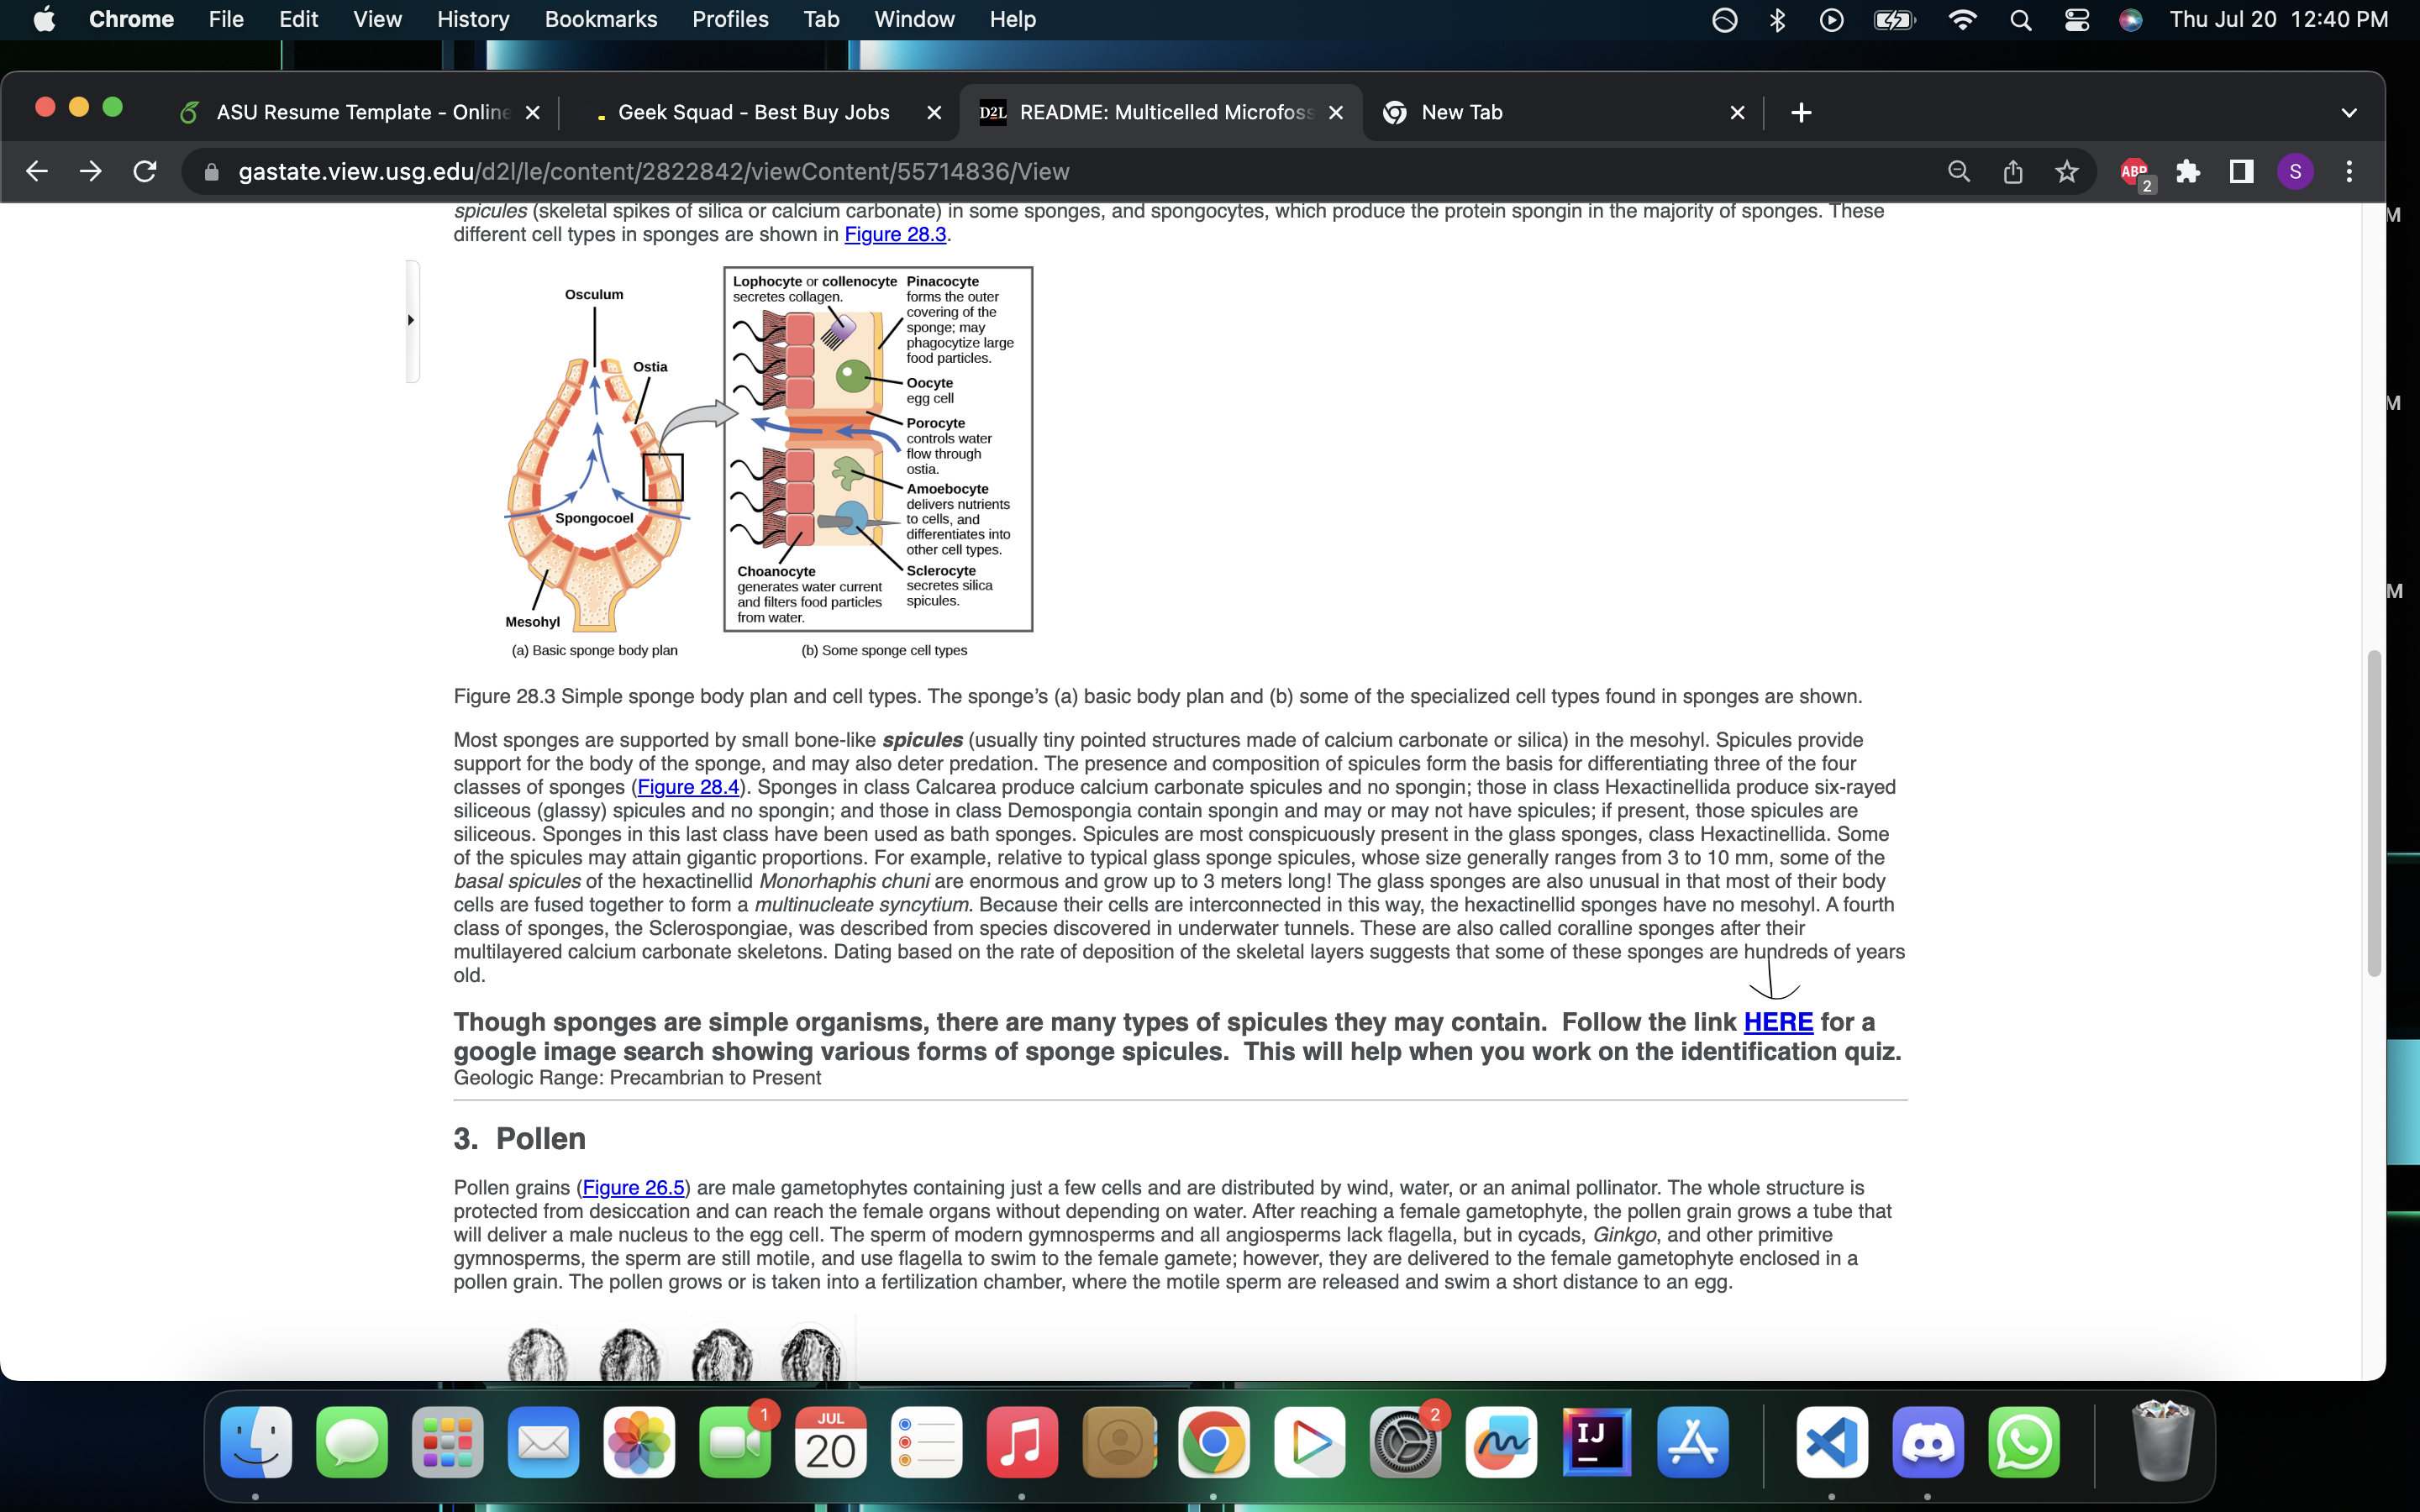 Chrome File Edit View History Bookmarks Profiles Tab Window Help Thu Jul 20 12:40 PM
ASU Resume Template - Online Geek Squad - Best Buy Jobs D2L README: Multicelled Microfoss New Tab
gastate.view.usg.edu/d2l/le/content/2822842/viewContent/55714836/View ABP 2 S
spicules (skeletal spikes of silica or calcium carbonate) in some sponges, and spongocytes, which produce the protein spongin in the majority of sponges. These
different cell types in sponges are shown in Figure 28.3.
Osculum
Ostia
Spongocoel
Mesohyl
(a) Basic sponge body plan
Lophocyte or collenocyte
secretes collagen.
Pinacocyte
forms the outer
covering of the
sponge; may
phagocytize large
food particles.
Oocyte
egg cell
Porocyte
controls water
flow through
ostia.
Amoebocyte
delivers nutrients
to cells, and
differentiates into
other cell types.
Sclerocyte
secretes silica
spicules.
Choanocyte
generates water current
and filters food particles
from water.
(b) Some sponge cell types
Figure 28.3 Simple sponge body plan and cell types. The sponge’s (a) basic body plan and (b) some of the specialized cell types found in sponges are shown.
Most sponges are supported by small bone-like spicules (usually tiny pointed structures made of calcium carbonate or silica) in the mesohyl. Spicules provide
support for the body of the sponge, and may also deter predation. The presence and composition of spicules form the basis for differentiating three of the four
classes of sponges (Figure 28.4). Sponges in class Calcarea produce calcium carbonate spicules and no spongin; those in class Hexactinellida produce six-rayed
siliceous (glassy) spicules and no spongin; and those in class Demospongia contain spongin and may or may not have spicules; if present, those spicules are
siliceous. Sponges in this last class have been used as bath sponges. Spicules are most conspicuously present in the glass sponges, class Hexactinellida. Some
of the spicules may attain gigantic proportions. For example, relative to typical glass sponge spicules, whose size generally ranges from 3 to 10 mm, some of the
basal spicules of the hexactinellid Monorhaphis chuni are enormous and grow up to 3 meters long! The glass sponges are also unusual in that most of their body
cells are fused together to form a multinucleate syncytium. Because their cells are interconnected in this way, the hexactinellid sponges have no mesohyl. A fourth
class of sponges, the Sclerospongiae, was described from species discovered in underwater tunnels. These are also called coralline sponges after their
multilayered calcium carbonate skeletons. Dating based on the rate of deposition of the skeletal layers suggests that some of these sponges are hundreds of years
old.
Though sponges are simple organisms, there are many types of spicules they may contain. Follow the link HERE for a
google image search showing various forms of sponge spicules. This will help when you work on the identification quiz.
Geologic Range: Precambrian to Present
3. Pollen
Pollen grains (Figure 26.5) are male gametophytes containing just a few cells and are distributed by wind, water, or an animal pollinator. The whole structure is
protected from desiccation and can reach the female organs without depending on water. After reaching a female gametophyte, the pollen grain grows a tube that
will deliver a male nucleus to the egg cell. The sperm of modern gymnosperms and all angiosperms lack flagella, but in cycads, Ginkgo, and other primitive
gymnosperms, the sperm are still motile, and use flagella to swim to the female gamete; however, they are delivered to the female gametophyte enclosed in a
pollen grain. The pollen grows or is taken into a fertilization chamber, where the motile sperm are released and swim a short distance to an egg.
M
M
M
1 JUL 20 2 IJ